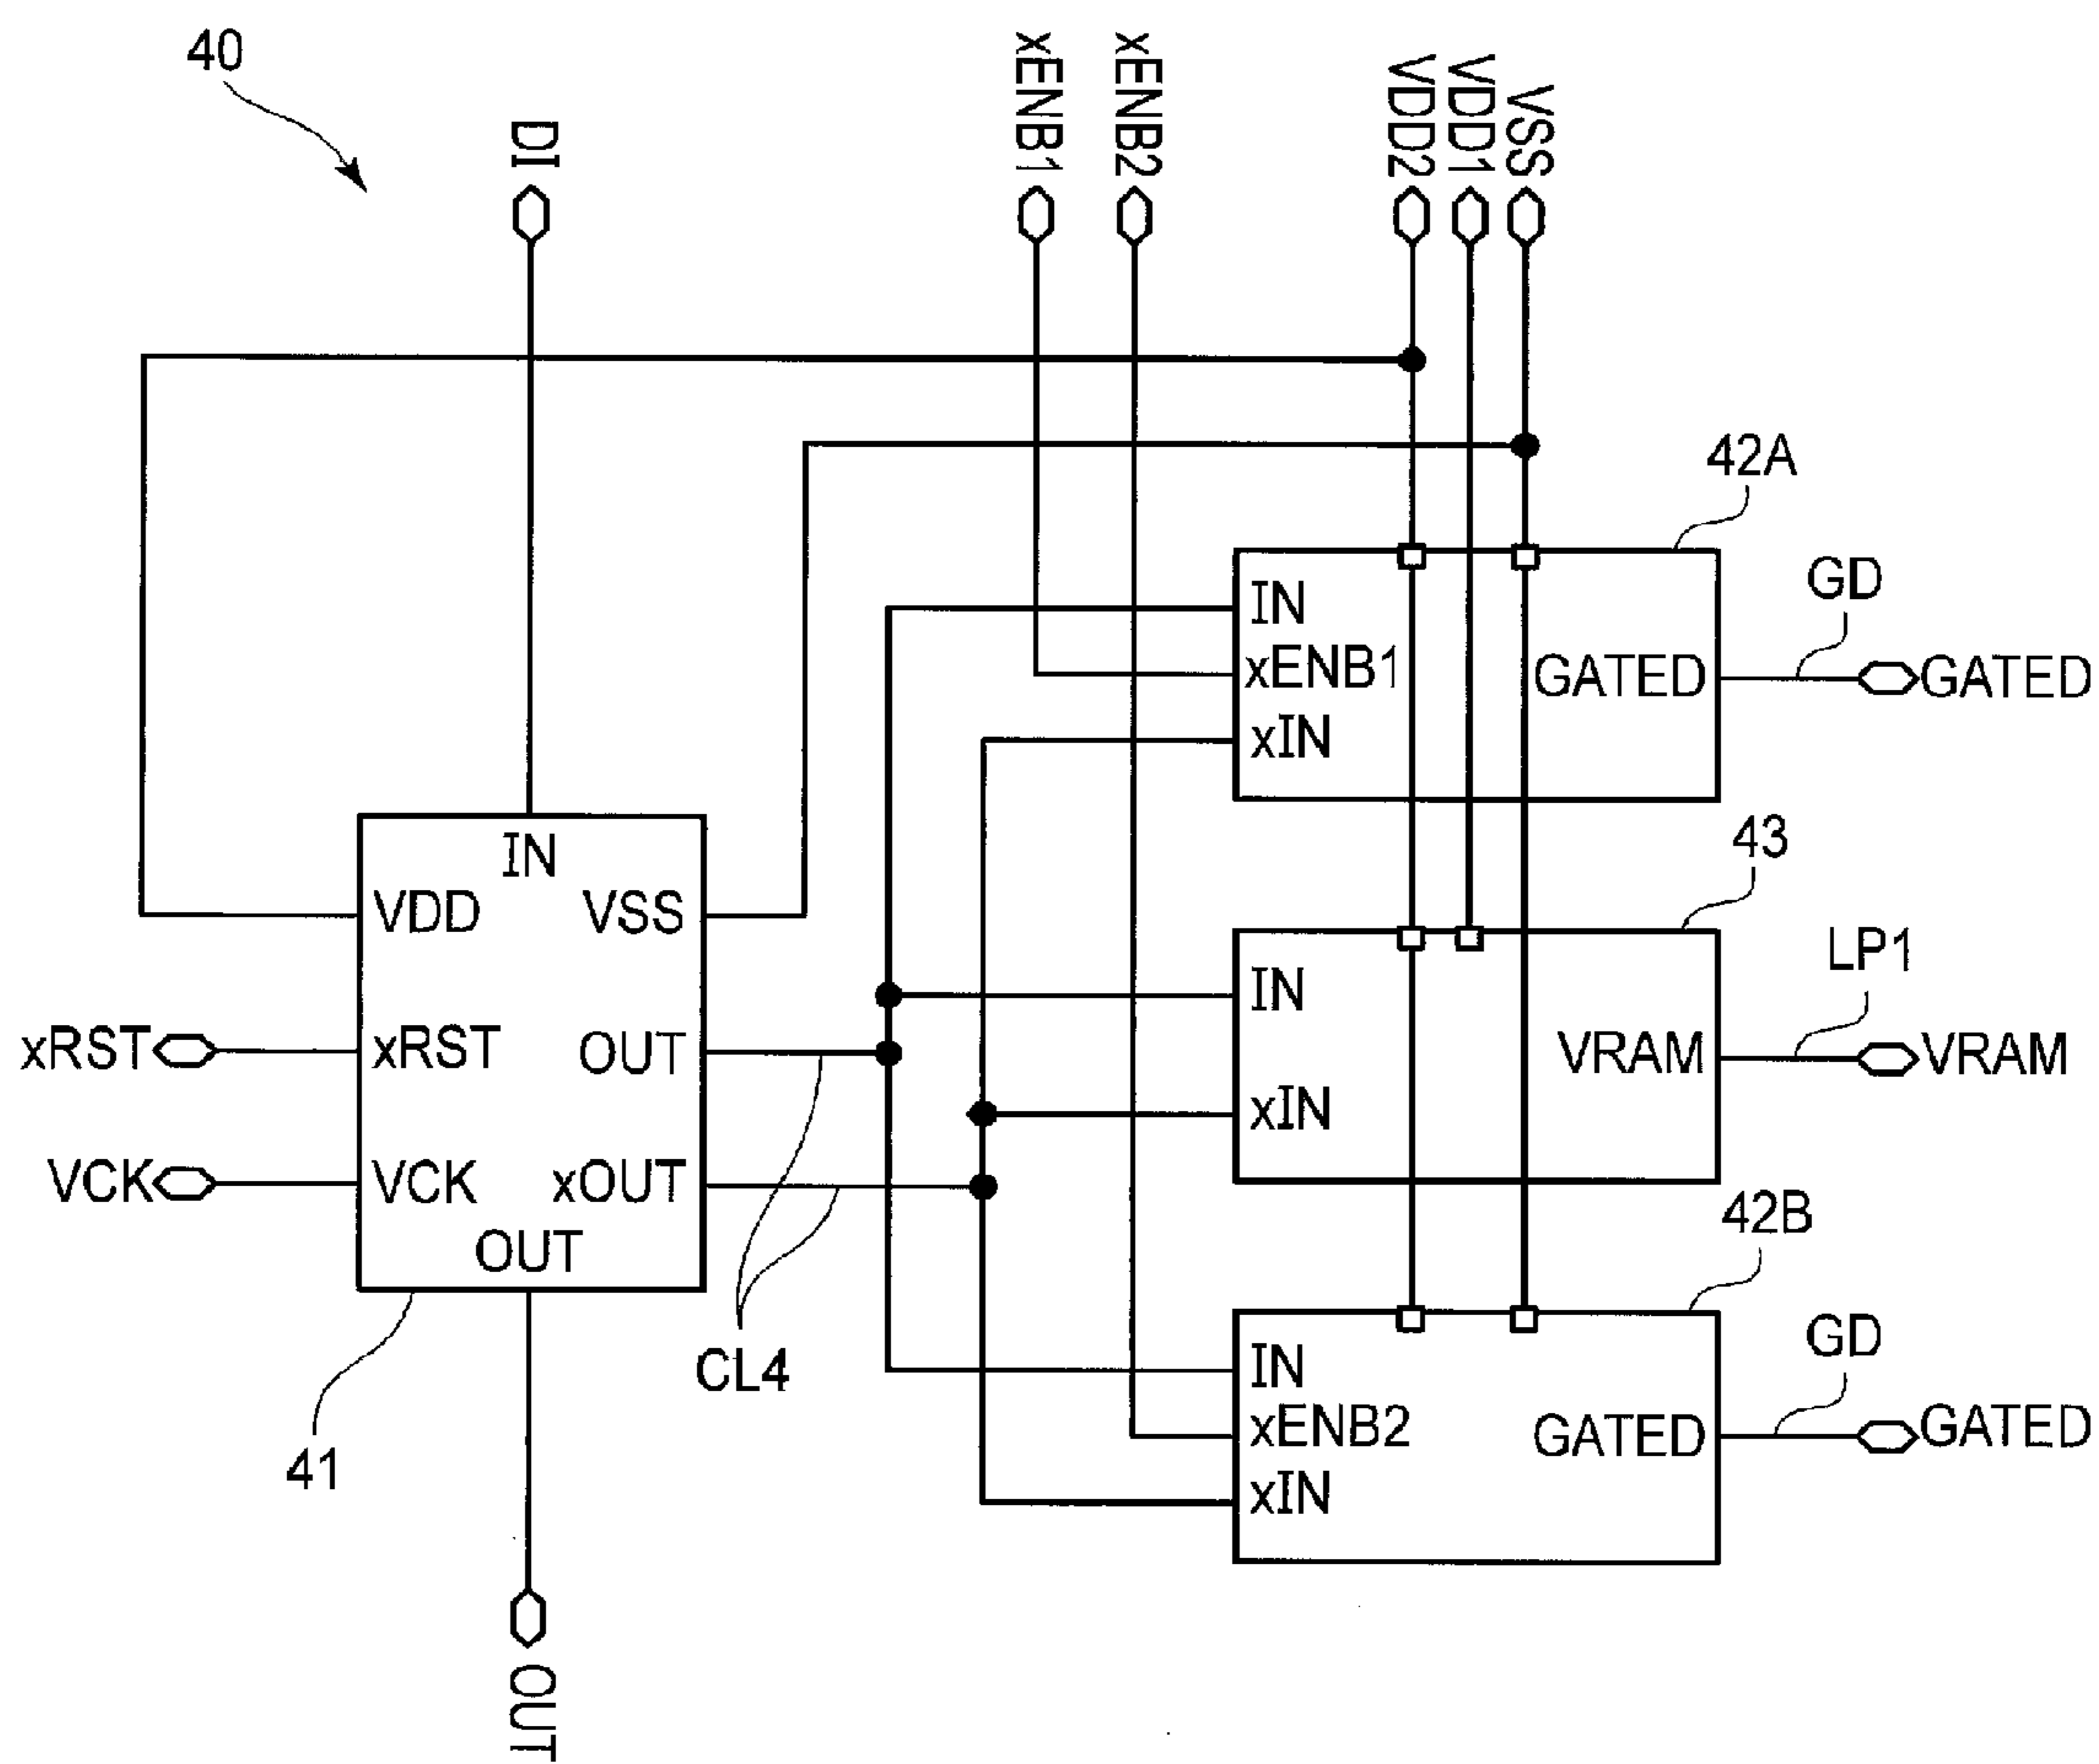 40
DI
xENB1
xENB2
VDD2
VDD1
VSS
42A
IN
xENB1
xIN
GATED
GD
GATED
43
IN
xIN
VRAM
LP1
VRAM
IN
VDD
VSS
xRST
xRST
OUT
VCK
VCK
xOUT
OUT
CL4
41
42B
IN
xENB2
xIN
GATED
GD
GATED
OUT